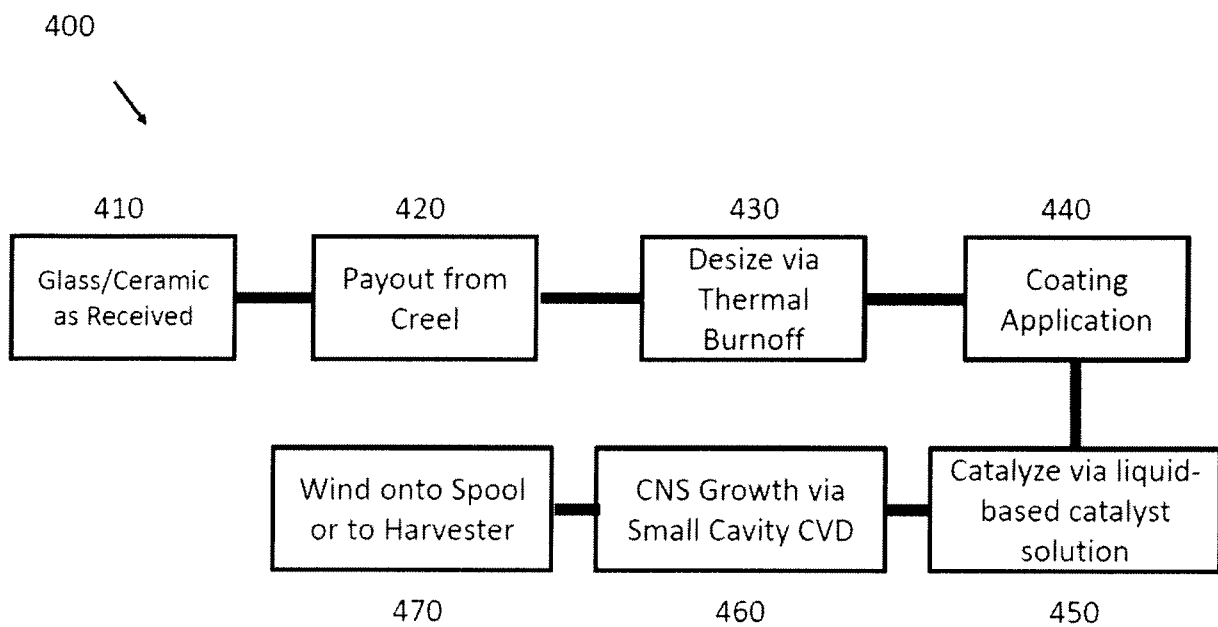 400
410
420
430
440
Glass/Ceramic
as Received
Payout from
Creel
Desize via
Thermal
Burnoff
Coating
Application
Wind onto Spool
or to Harvester
CNS Growth via
Small Cavity CVD
Catalyze via liquid-
based catalyst
solution
470
460
450